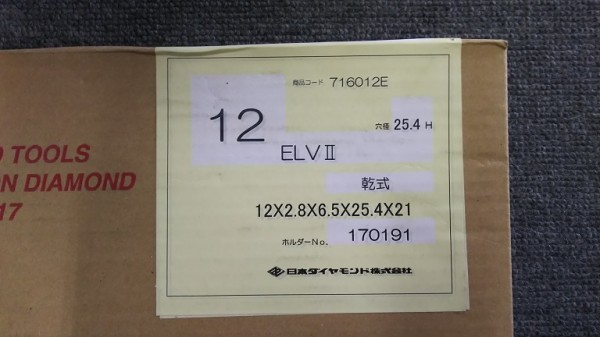 商品コード 716012E
12
穴径 25.4 H
ELVⅡ
乾式
12X2.8X6.5X25.4X21
ホルダーNo. 170191
日本ダイヤモンド株式会社
TOOLS
ON DIAMOND
17